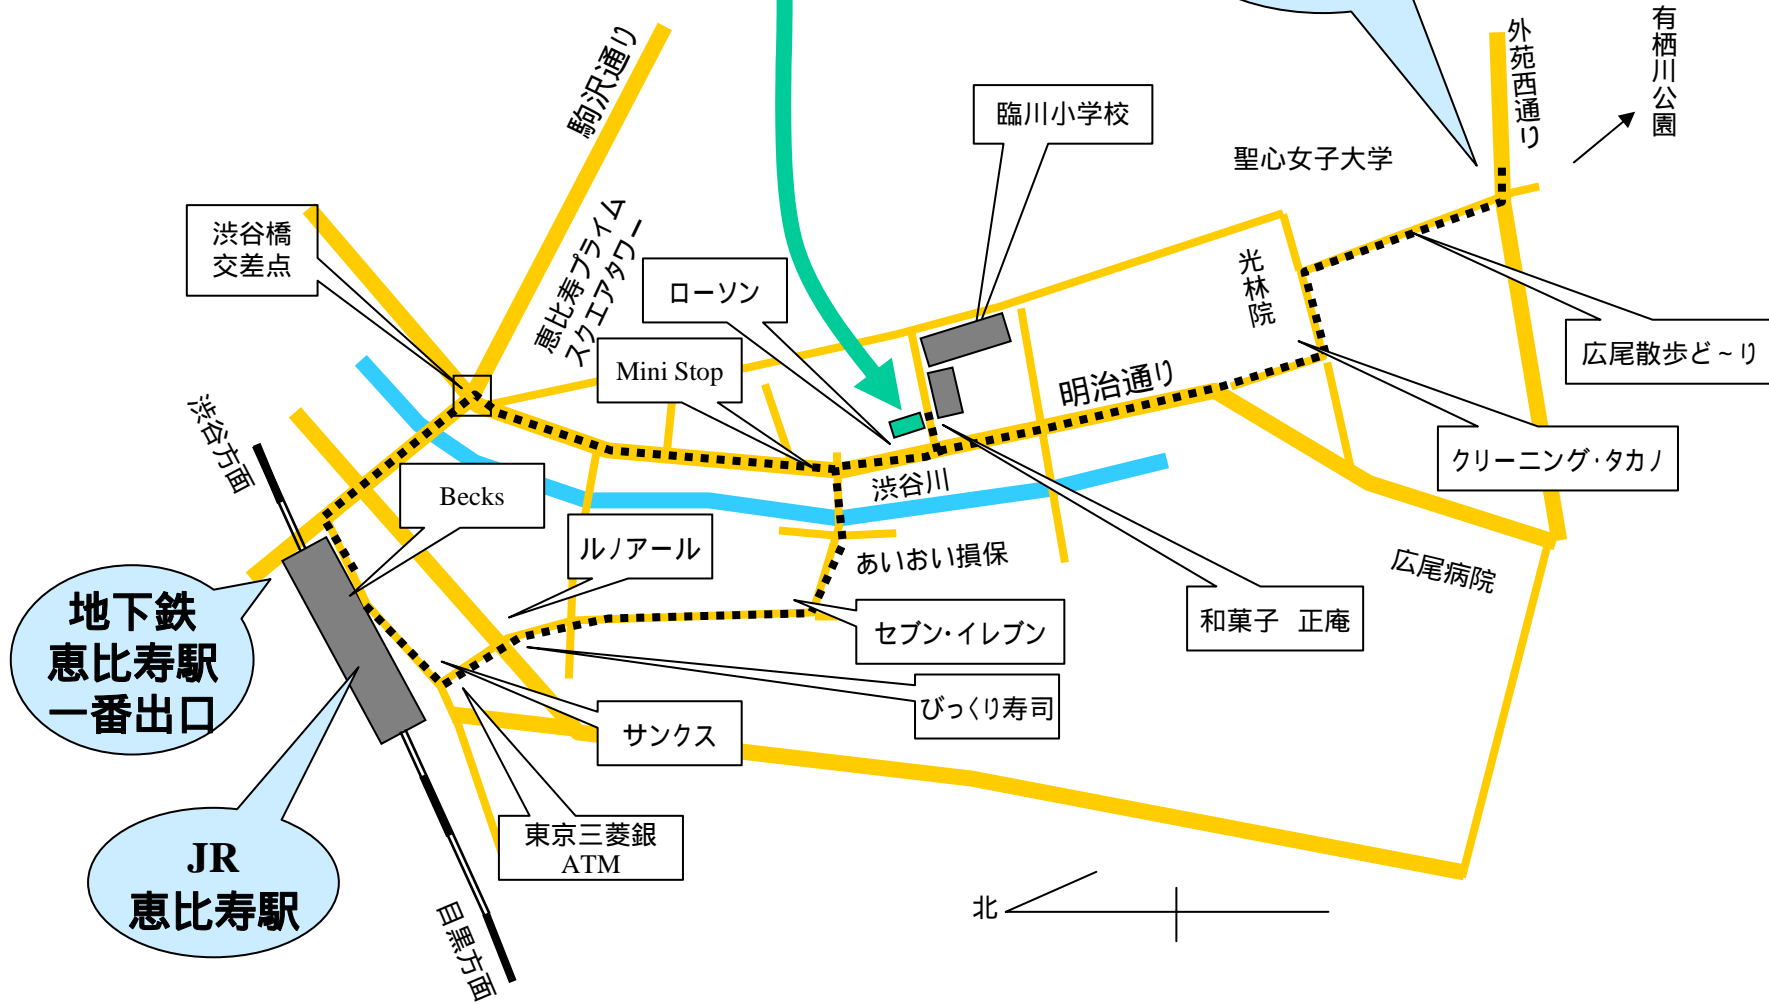 有栖川公園
外苑西通り
駒沢通り
臨川小学校
聖心女子大学
渋谷橋
交差点
恵比寿プライム
スクエアタワー
ローソン
光林院
Mini Stop
広尾散歩ど~り
明治通り
渋谷方面
クリーニング・タカノ
Becks
渋谷川
ルノアール
あいおい損保
広尾病院
地下鉄
恵比寿駅
一番出口
セブン・イレブン
和菓子 正庵
びっくり寿司
サンクス
東京三菱銀
ATM
JR
恵比寿駅
北
目黒方面